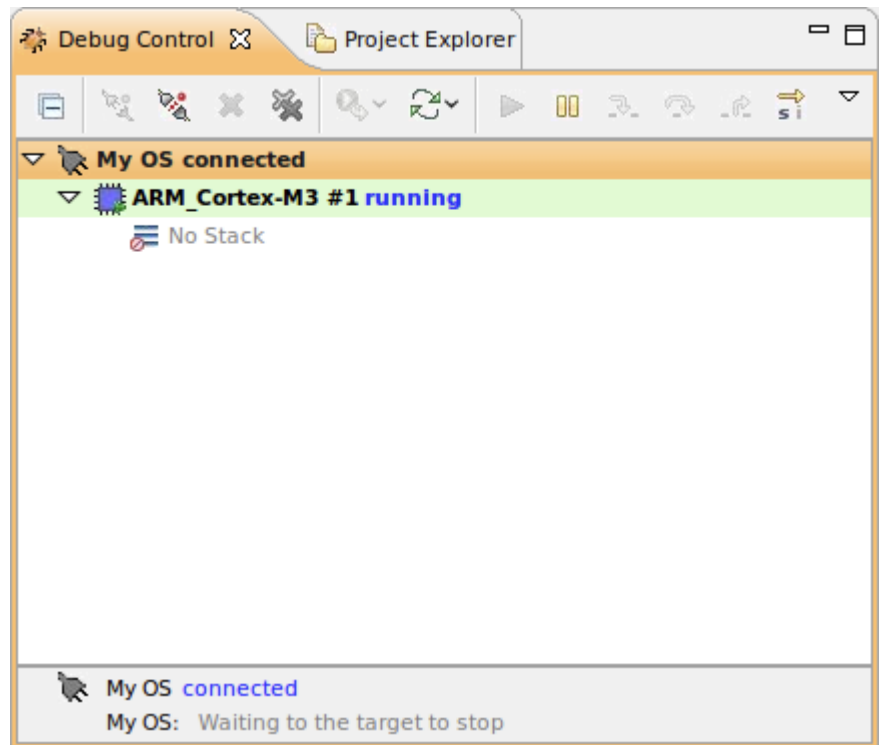 Debug Control Project Explorer
s i
My OS connected
ARM_Cortex-M3 #1 running
No Stack
My OS connected
My OS: Waiting to the target to stop